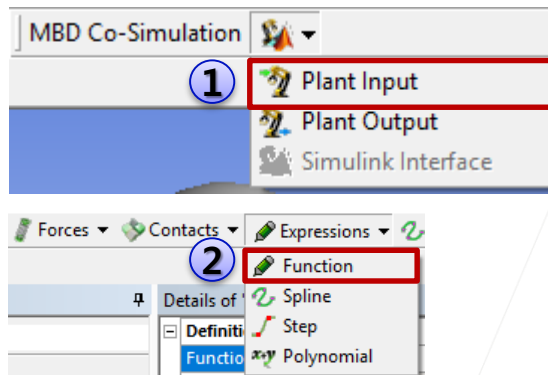 MBD Co-Simulation
1 Plant Input
Plant Output
Simulink Interface
Forces Contacts Expressions
2 Function
Details of Spline
Definiti Step
Functio x+y Polynomial